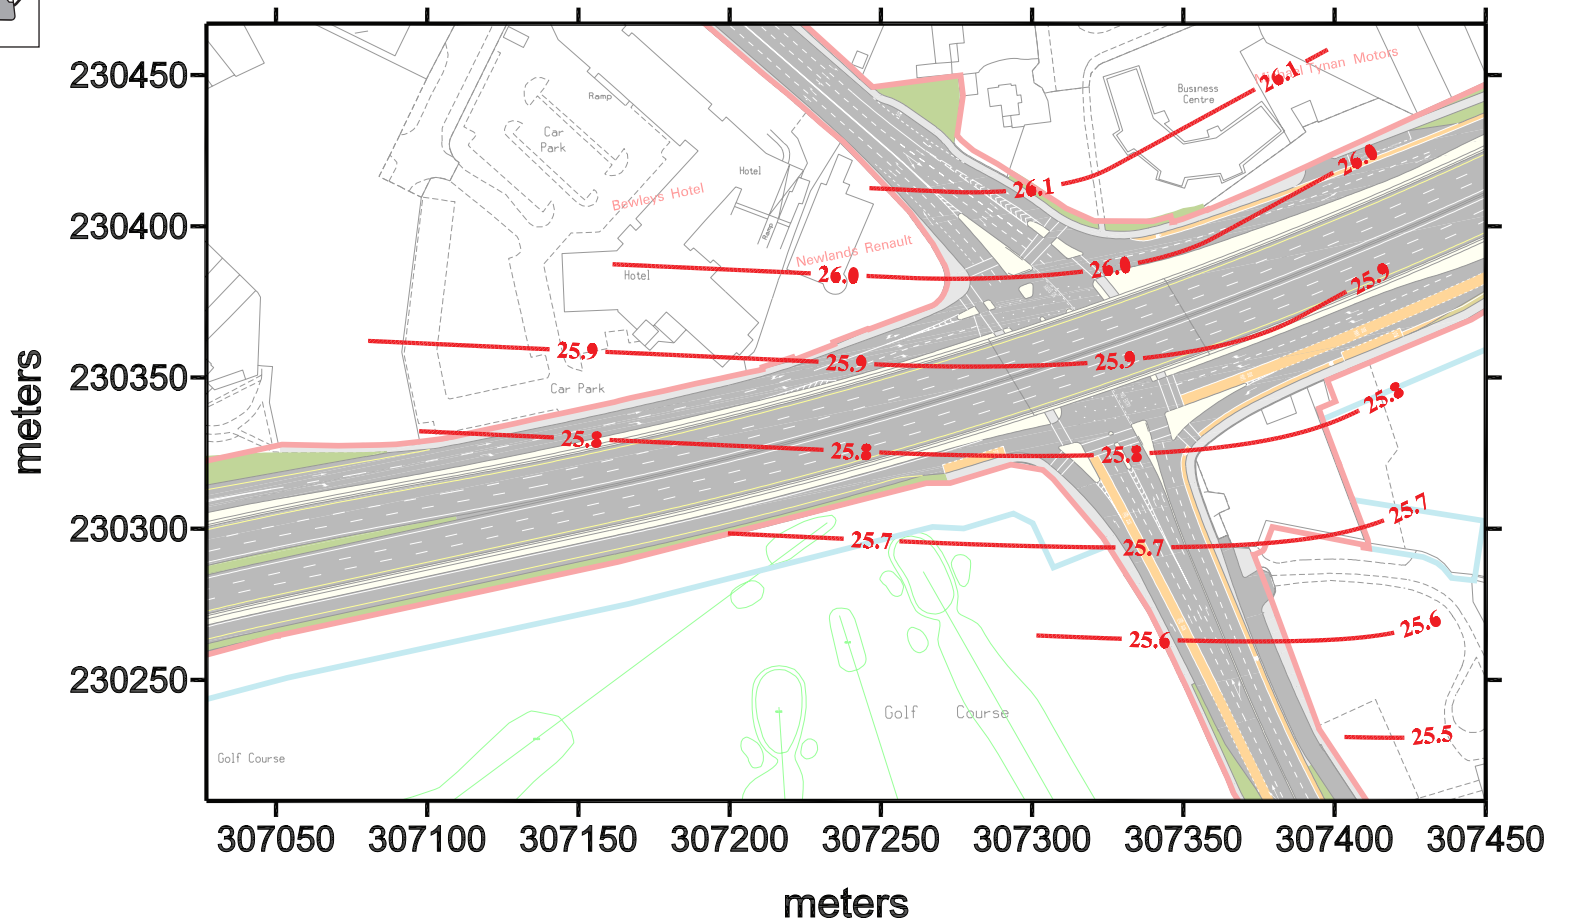 230450
230400
230350
230300
230250
meters
307050
307100
307150
307200
307250
307300
307350
307400
307450
meters
Ramp
Car
Park
Hotel
Bewleys Hotel
Ramp
Newlands Renault
Hotel
Car Park
Business
Centre
Tynan Motors
26.1
26.1
26.0
26.0
26.0
25.9
25.9
25.9
25.9
25.8
25.8
25.8
25.8
25.7
25.7
25.7
25.6
25.6
25.5
Golf Course
Golf Course